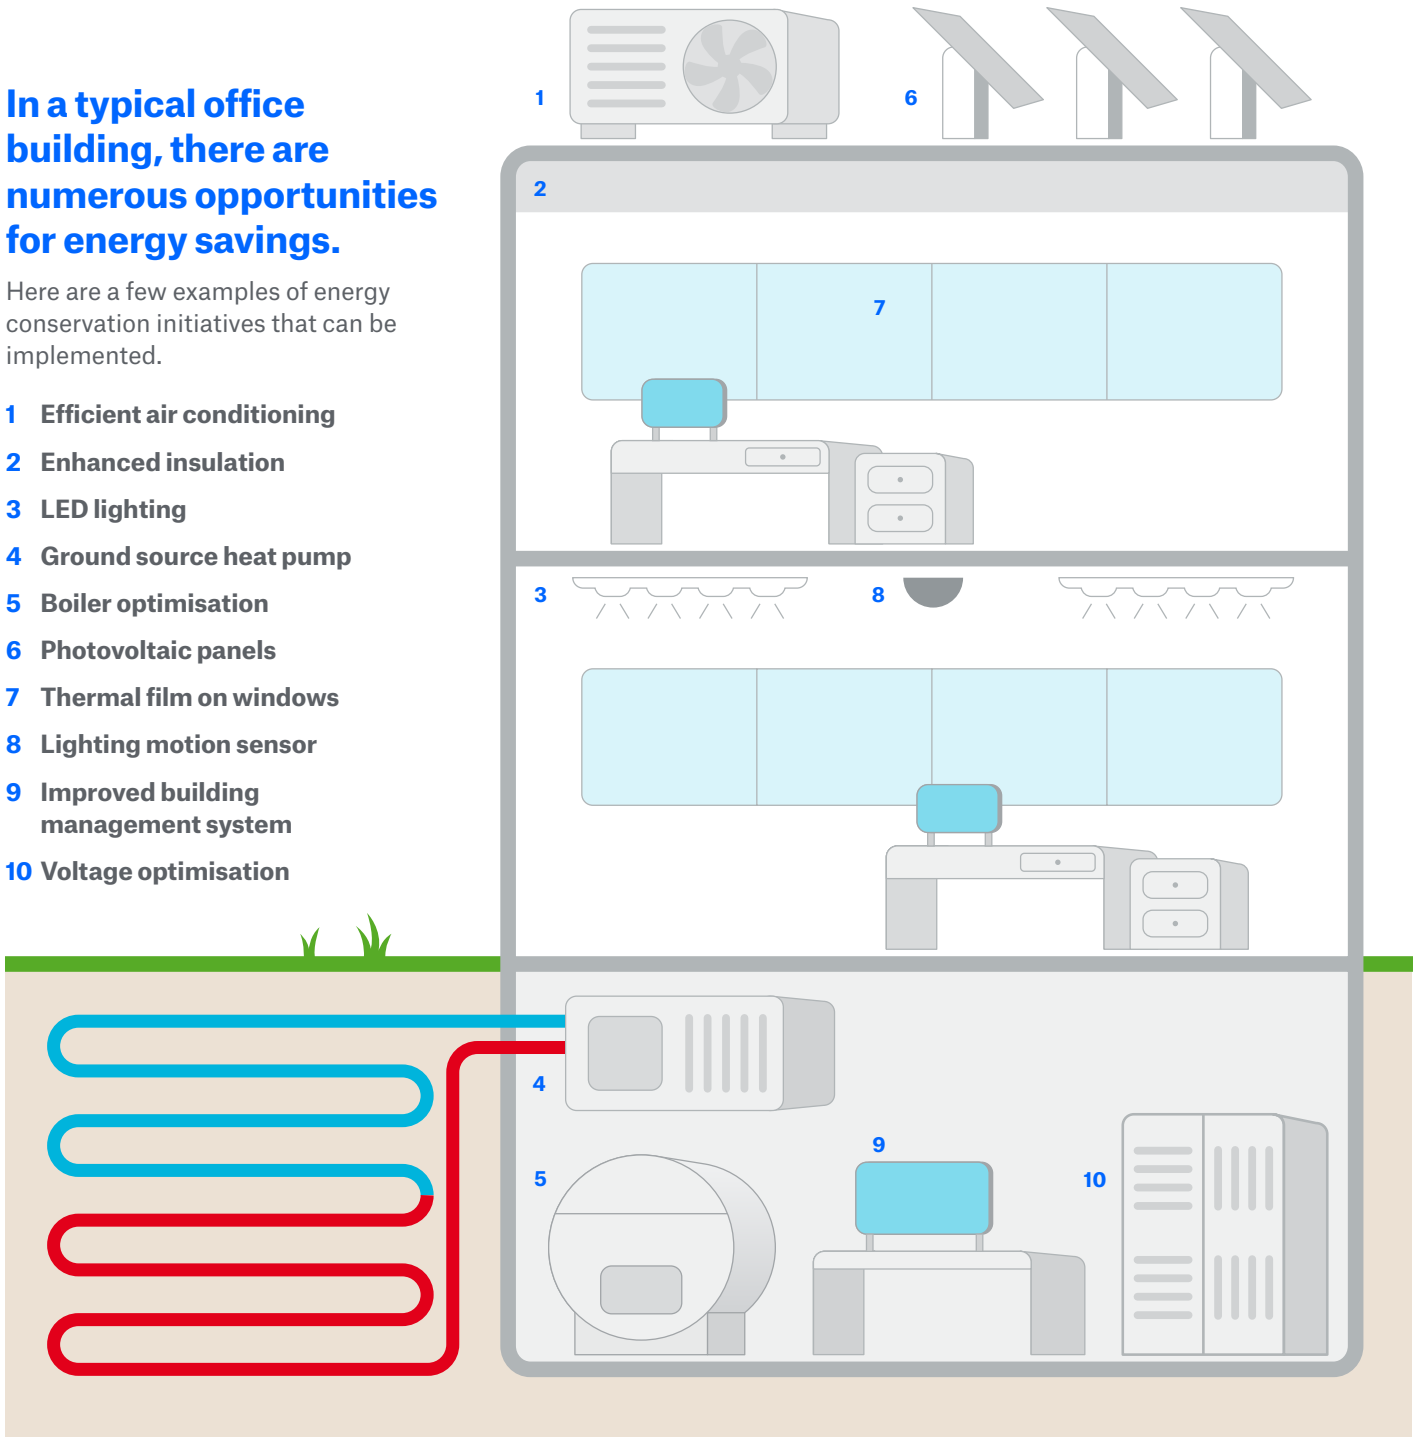 In a typical office
building, there are
numerous opportunities
for energy savings.
Here are a few examples of energy
conservation initiatives that can be
implemented.
1 Efficient air conditioning
2 Enhanced insulation
3 LED lighting
4 Ground source heat pump
5 Boiler optimisation
6 Photovoltaic panels
7 Thermal film on windows
8 Lighting motion sensor
9 Improved building
management system
10 Voltage optimisation
1
6
2
7
3
8
4
9
5
10